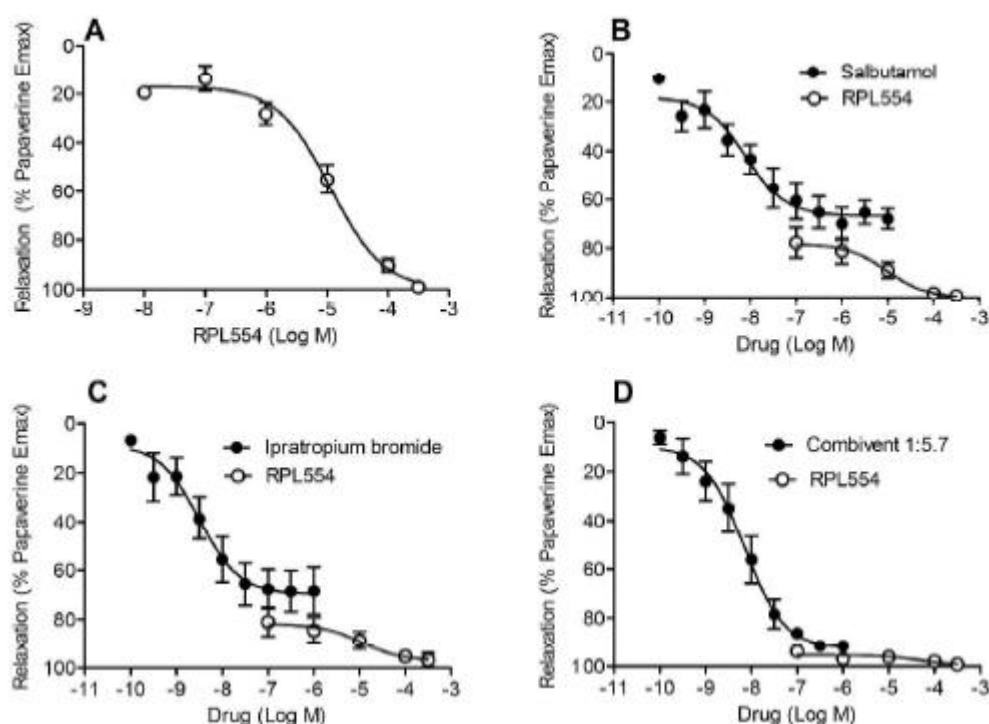 A
Relaxation (% Papaverine Emax)
0
20
40
60
80
100
-9 -8 -7 -6 -5 -4 -3
RPL554 (Log M)
B
Relaxation (% Papaverine Emax)
0
20
40
60
80
100
Salbutamol
RPL554
-11 -10 -9 -8 -7 -6 -5 -4 -3
Drug (Log M)
C
Relaxation (% Papaverine Emax)
0
20
40
60
80
100
Ipratropium bromide
RPL554
-11 -10 -9 -8 -7 -6 -5 -4 -3
Drug (Log M)
D
Relaxation (% Papaverine Emax)
0
20
40
60
80
100
Combivent 1:5.7
RPL554
-11 -10 -9 -8 -7 -6 -5 -4 -3
Drug (Log M)